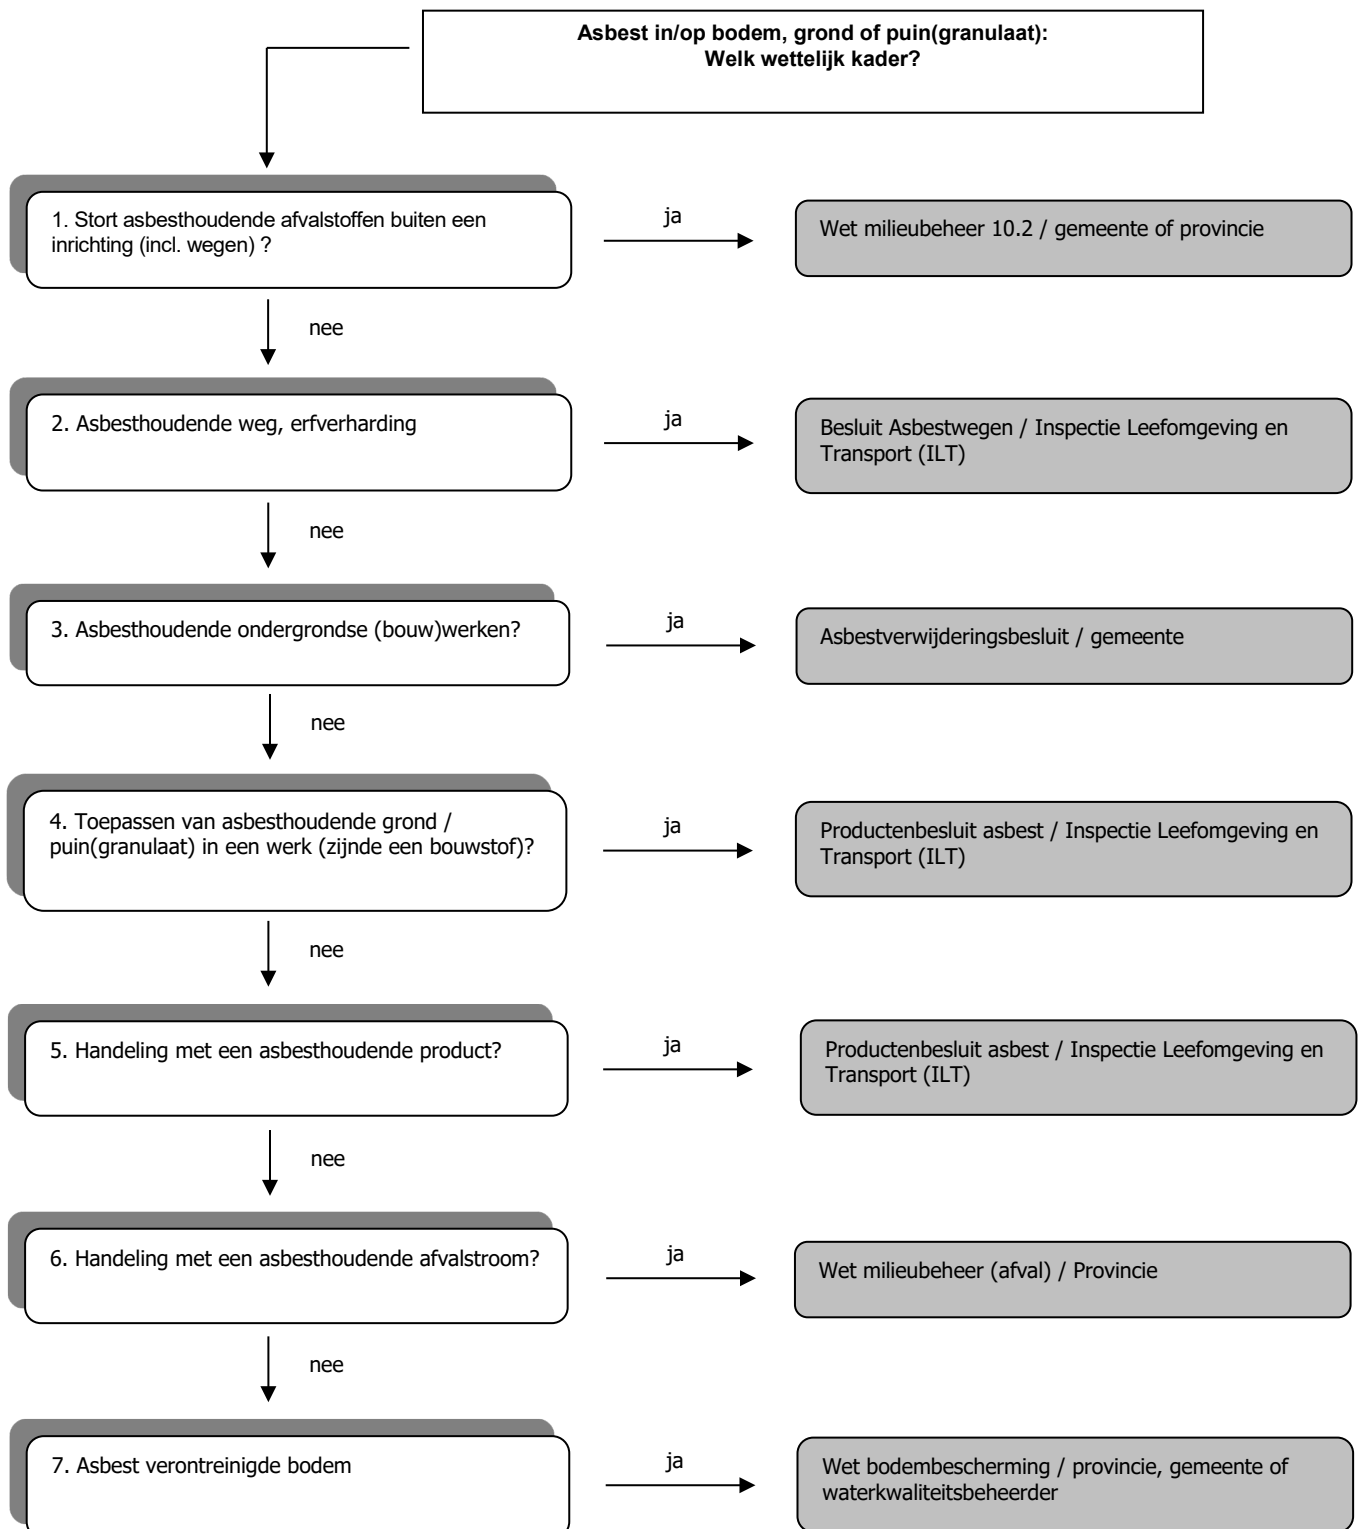 Asbest in/op bodem, grond of puin(granulaat):
Welk wettelijk kader?
1. Stort asbesthoudende afvalstoffen buiten een
inrichting (incl. wegen) ?
ja
Wet milieubeheer 10.2 / gemeente of provincie
nee
2. Asbesthoudende weg, erfverharding
ja
Besluit Asbestwegen / Inspectie Leefomgeving en
Transport (ILT)
nee
3. Asbesthoudende ondergrondse (bouw)werken?
ja
Asbestverwijderingsbesluit / gemeente
nee
4. Toepassen van asbesthoudende grond /
puin(granulaat) in een werk (zijnde een bouwstof)?
ja
Productenbesluit asbest / Inspectie Leefomgeving en
Transport (ILT)
nee
5. Handeling met een asbesthoudende product?
ja
Productenbesluit asbest / Inspectie Leefomgeving en
Transport (ILT)
nee
6. Handeling met een asbesthoudende afvalstroom?
ja
Wet milieubeheer (afval) / Provincie
nee
7. Asbest verontreinigde bodem
ja
Wet bodembescherming / provincie, gemeente of
waterkwaliteitsbeheerder